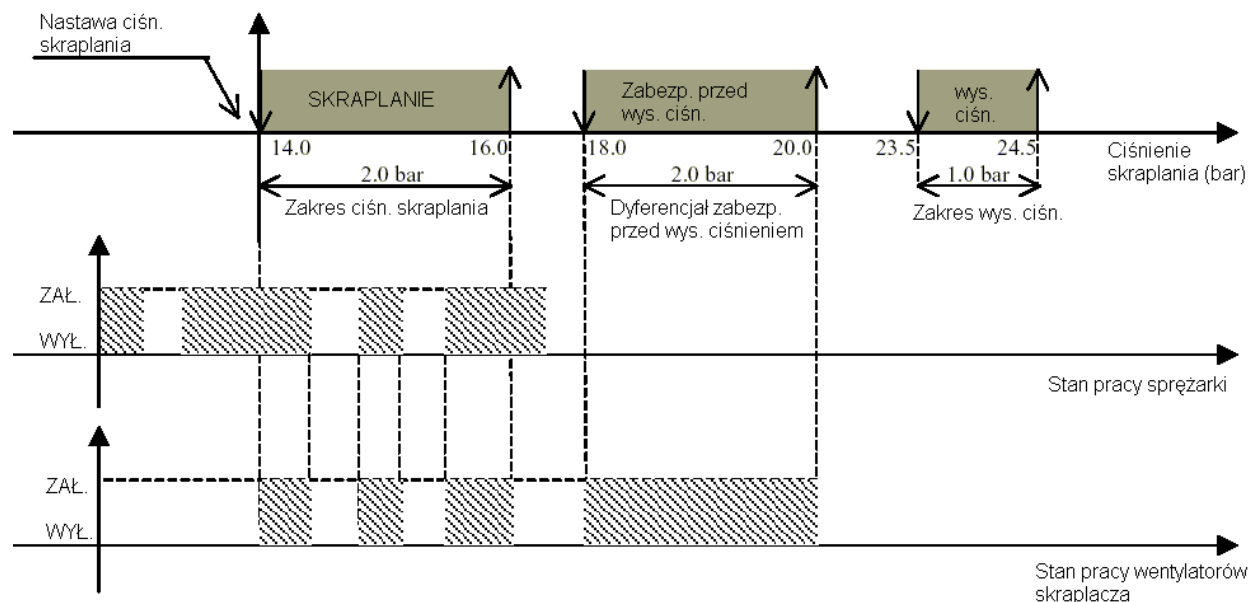 Nastawa ciśn.
skraplania
SKRAPLANIE
Zabezp. przed
wys. ciśn.
wys.
ciśn.
14.0
16.0
18.0
20.0
23.5
24.5
Ciśnienie
skraplania (bar)
2.0 bar
2.0 bar
1.0 bar
Zakres ciśn. skraplania
Dyferencjał zabezp.
przed wys. ciśnieniem
Zakres wys. ciśn.
ZAŁ.
WYŁ.
Stan pracy sprężarki
ZAŁ.
WYŁ.
Stan pracy wentylatorów
skraplacza